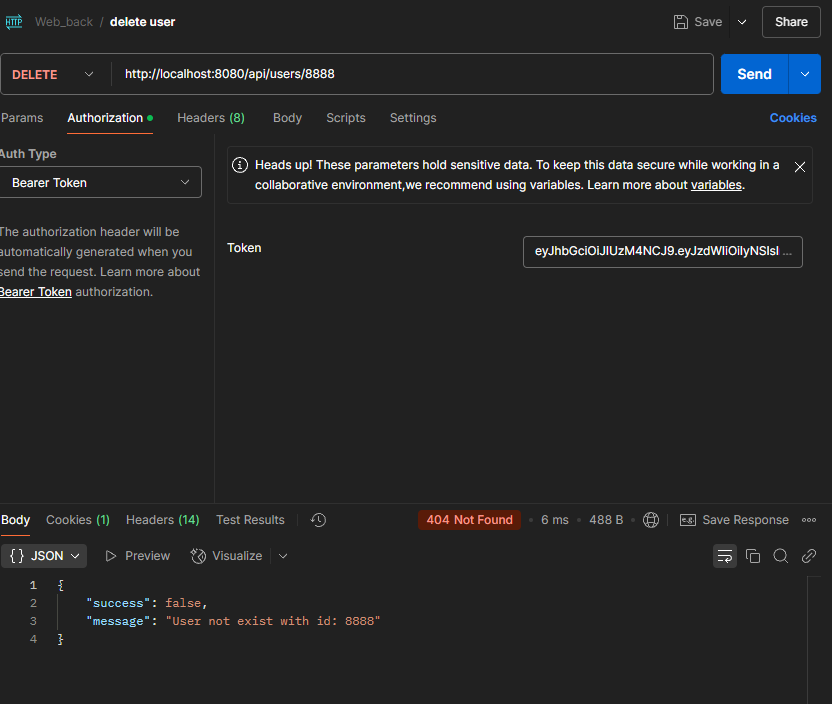 HTTP Web_back / delete user Save Share
DELETE http://localhost:8080/api/users/8888 Send
Params Authorization Headers (8) Body Scripts Settings Cookies
Auth Type
Bearer Token
The authorization header will be
automatically generated when you
send the request. Learn more about
Bearer Token authorization.
Heads up! These parameters hold sensitive data. To keep this data secure while working in a
collaborative environment,we recommend using variables. Learn more about variables.
Token eyJhbGciOiJIUzM4NCJ9.eyJzdWIiOiIyNSIsI ...
Body Cookies (1) Headers (14) Test Results 404 Not Found • 6 ms • 488 B • e.g. Save Response
{} JSON Preview Visualize
1 {
2 "success": false,
3 "message": "User not exist with id: 8888"
4 }